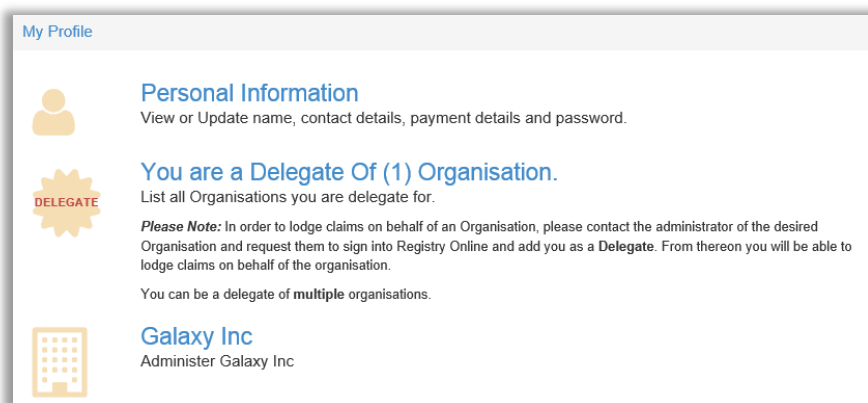 My Profile
Personal Information
View or Update name, contact details, payment details and password.
DELEGATE
You are a Delegate Of (1) Organisation.
List all Organisations you are delegate for.
Please Note: In order to lodge claims on behalf of an Organisation, please contact the administrator of the desired
Organisation and request them to sign into Registry Online and add you as a Delegate. From thereon you will be able to
lodge claims on behalf of the organisation.
You can be a delegate of multiple organisations.
Galaxy Inc
Administer Galaxy Inc